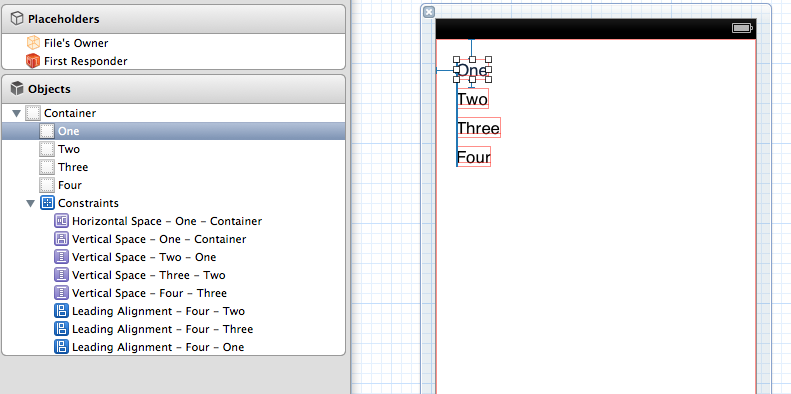 Placeholders
File's Owner
First Responder
Objects
Container
One
Two
Three
Four
Constraints
Horizontal Space - One - Container
Vertical Space - One - Container
Vertical Space - Two - One
Vertical Space - Three - Two
Vertical Space - Four - Three
Leading Alignment - Four - Two
Leading Alignment - Four - Three
Leading Alignment - Four - One
One
Two
Three
Four